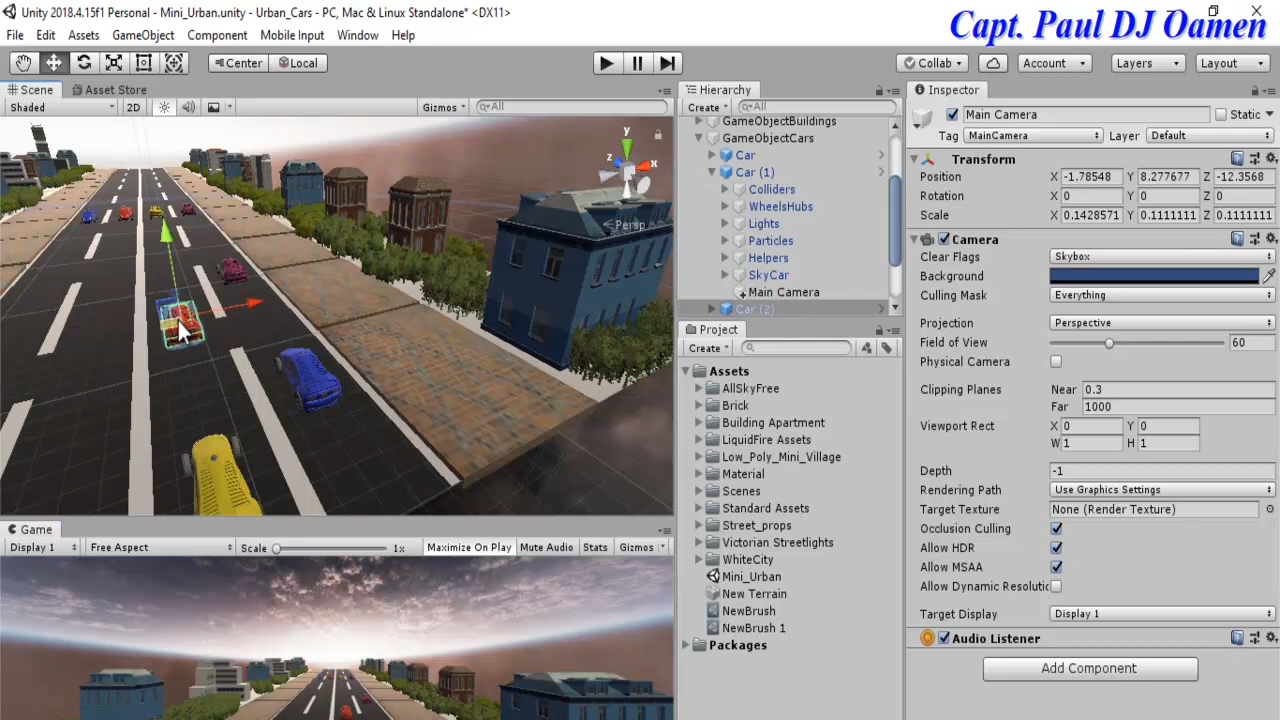 Unity 2018.4.15f1 Personal - Mini_Urban.unity - Urban_Cars - PC, Mac & Linux Standalone* <DX11>
Capt. Paul DJ Oamen
File Edit Assets GameObject Component Mobile Input Window Help
Center Local Collab Account Layers Layout
Scene Asset Store
Shaded 2D Gizmos All
y
z x
Persp
Game
Display 1 Free Aspect Scale 1x Maximize On Play Mute Audio Stats Gizmos
Hierarchy
Create All
GameObjectBuildings
GameObjectCars
Car
Car (1)
Colliders
WheelsHubs
Lights
Particles
Helpers
SkyCar
Main Camera
Car (2)
Project
Create
Assets
AllSkyFree
Brick
Building Apartment
LiquidFire Assets
Low_Poly_Mini_Village
Material
Scenes
Standard Assets
Street_props
Victorian Streetlights
WhiteCity
Mini_Urban
New Terrain
NewBrush
NewBrush 1
Packages
Inspector
Main Camera Static
Tag MainCamera Layer Default
Transform
Position X -1.78548 Y 8.277677 Z -12.3568
Rotation X 0 Y 0 Z 0
Scale X 0.1428571 Y 0.1111111 Z 0.1111111
Camera
Clear Flags Skybox
Background
Culling Mask Everything
Projection Perspective
Field of View 60
Physical Camera
Clipping Planes Near 0.3
Far 1000
Viewport Rect X 0 Y 0
W 1 H 1
Depth -1
Rendering Path Use Graphics Settings
Target Texture None (Render Texture)
Occlusion Culling
Allow HDR
Allow MSAA
Allow Dynamic Resolutic
Target Display Display 1
Audio Listener
Add Component